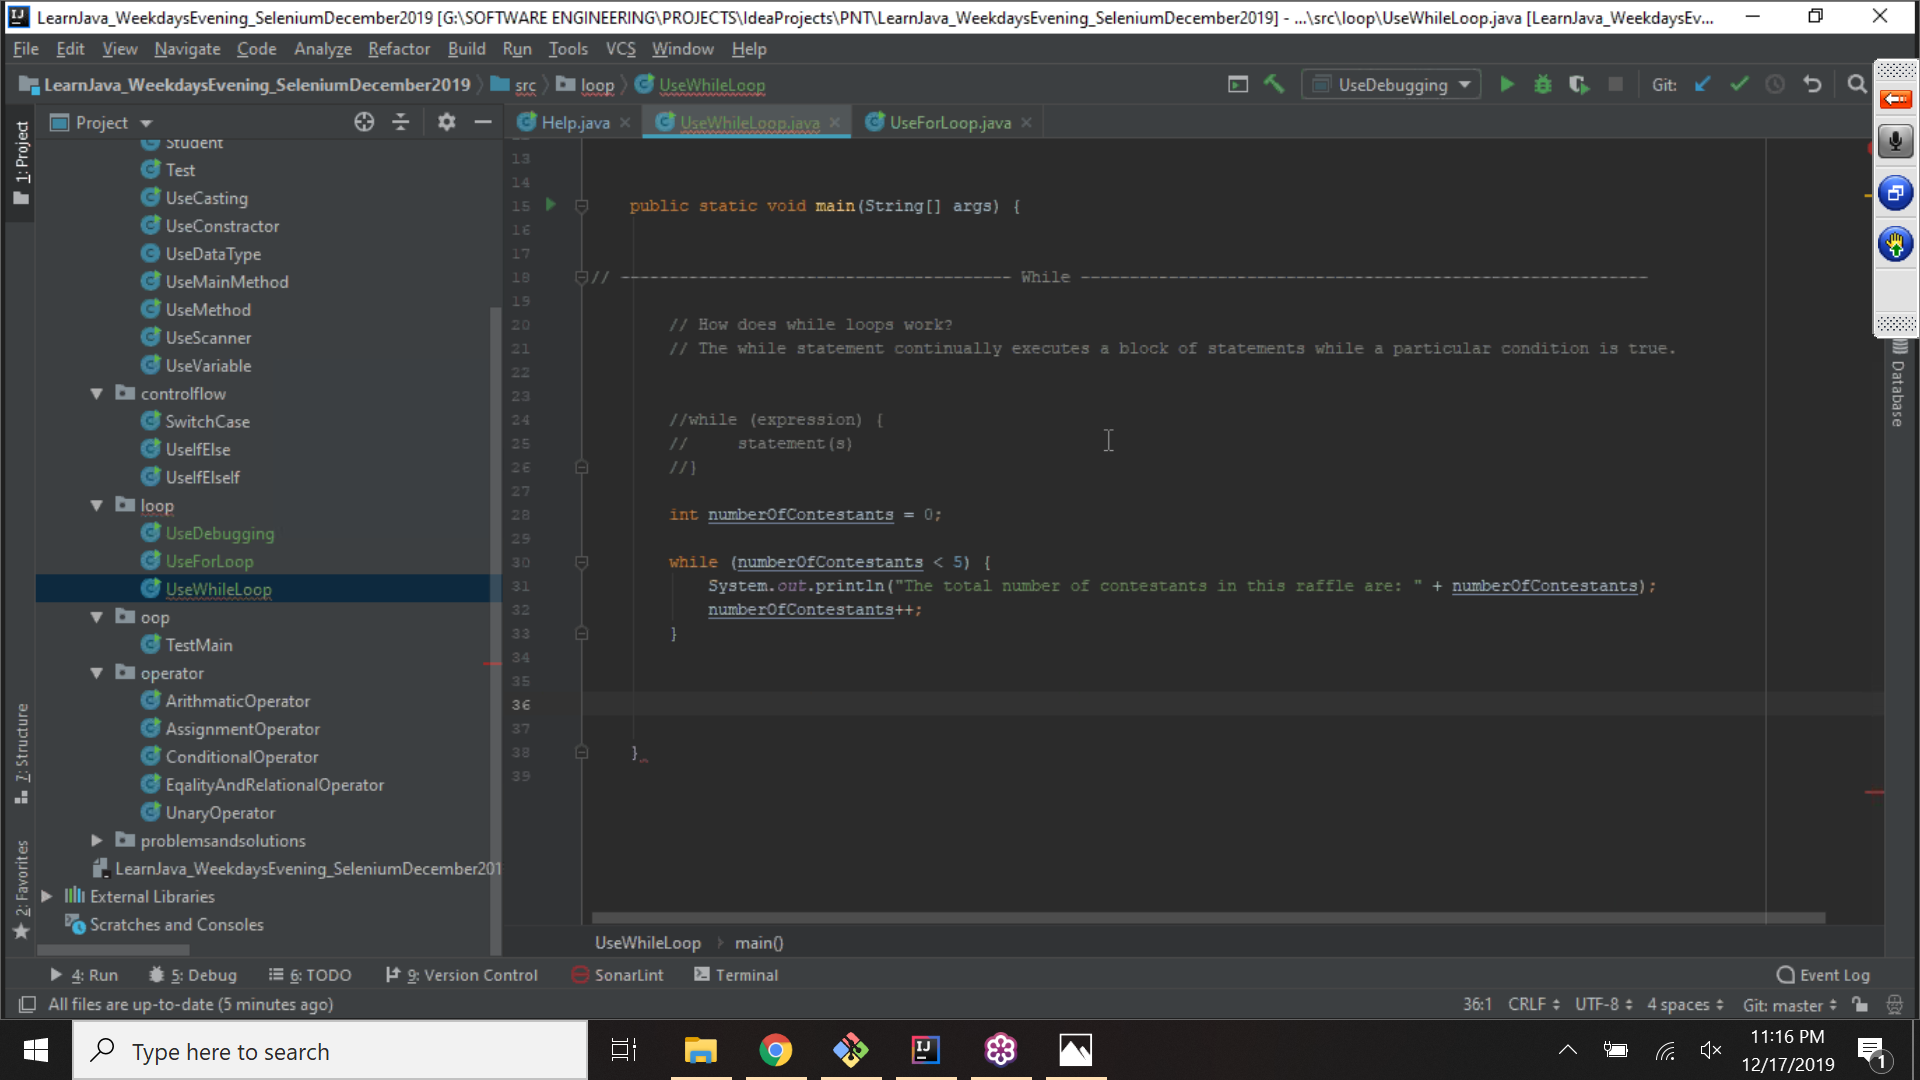 LearnJava_WeekdaysEvening_SeleniumDecember2019 [G:\SOFTWARE ENGINEERING\PROJECTS\IdeaProjects\PNT\LearnJava_WeekdaysEvening_SeleniumDecember2019] - ...\src\loop\UseWhileLoop.java [LearnJava_WeekdaysEv...
File Edit View Navigate Code Analyze Refactor Build Run Tools VCS Window Help
LearnJava_WeekdaysEvening_SeleniumDecember2019 src loop UseWhileLoop UseDebugging Git:
1: Project
Project
Help.java UseWhileLoop.java UseForLoop.java
Student
Test
UseCasting
UseConstractor
UseDataType
UseMainMethod
UseMethod
UseScanner
UseVariable
controlflow
SwitchCase
UseIfElse
UseIfElseIf
loop
UseDebugging
UseForLoop
UseWhileLoop
oop
TestMain
operator
ArithmaticOperator
AssignmentOperator
ConditionalOperator
EqalityAndRelationalOperator
UnaryOperator
problemsandsolutions
LearnJava_WeekdaysEvening_SeleniumDecember201
External Libraries
Scratches and Consoles
7: Structure
2: Favorites
13
14
15 public static void main(String[] args) {
16
17
18 // ---------------------------------------- While ----------------------------------------------------------
19
20 // How does while loops work?
21 // The while statement continually executes a block of statements while a particular condition is true.
22
23
24 //while (expression) {
25 //     statement(s)
26 //}
27
28 int numberOfContestants = 0;
29
30 while (numberOfContestants < 5) {
31 System.out.println("The total number of contestants in this raffle are: " + numberOfContestants);
32 numberOfContestants++;
33 }
34
35
36
37
38 }
39
Database
UseWhileLoop main()
4: Run 5: Debug 6: TODO 9: Version Control SonarLint Terminal Event Log
All files are up-to-date (5 minutes ago) 36:1 CRLF UTF-8 4 spaces Git: master
Type here to search
11:16 PM
12/17/2019
1